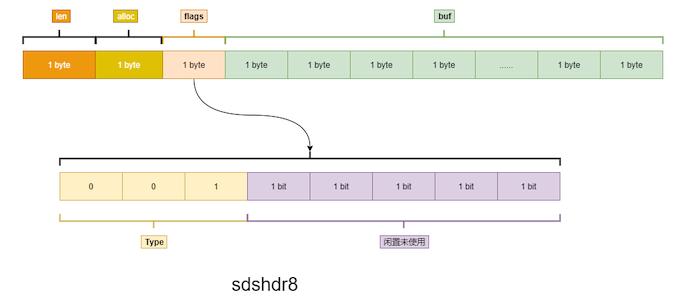 len alloc flags buf
1 byte 1 byte 1 byte 1 byte 1 byte 1 byte 1 byte ...... 1 byte 1 byte
0 0 1 1 bit 1 bit 1 bit 1 bit 1 bit
Type 闲置未使用
sdshdr8